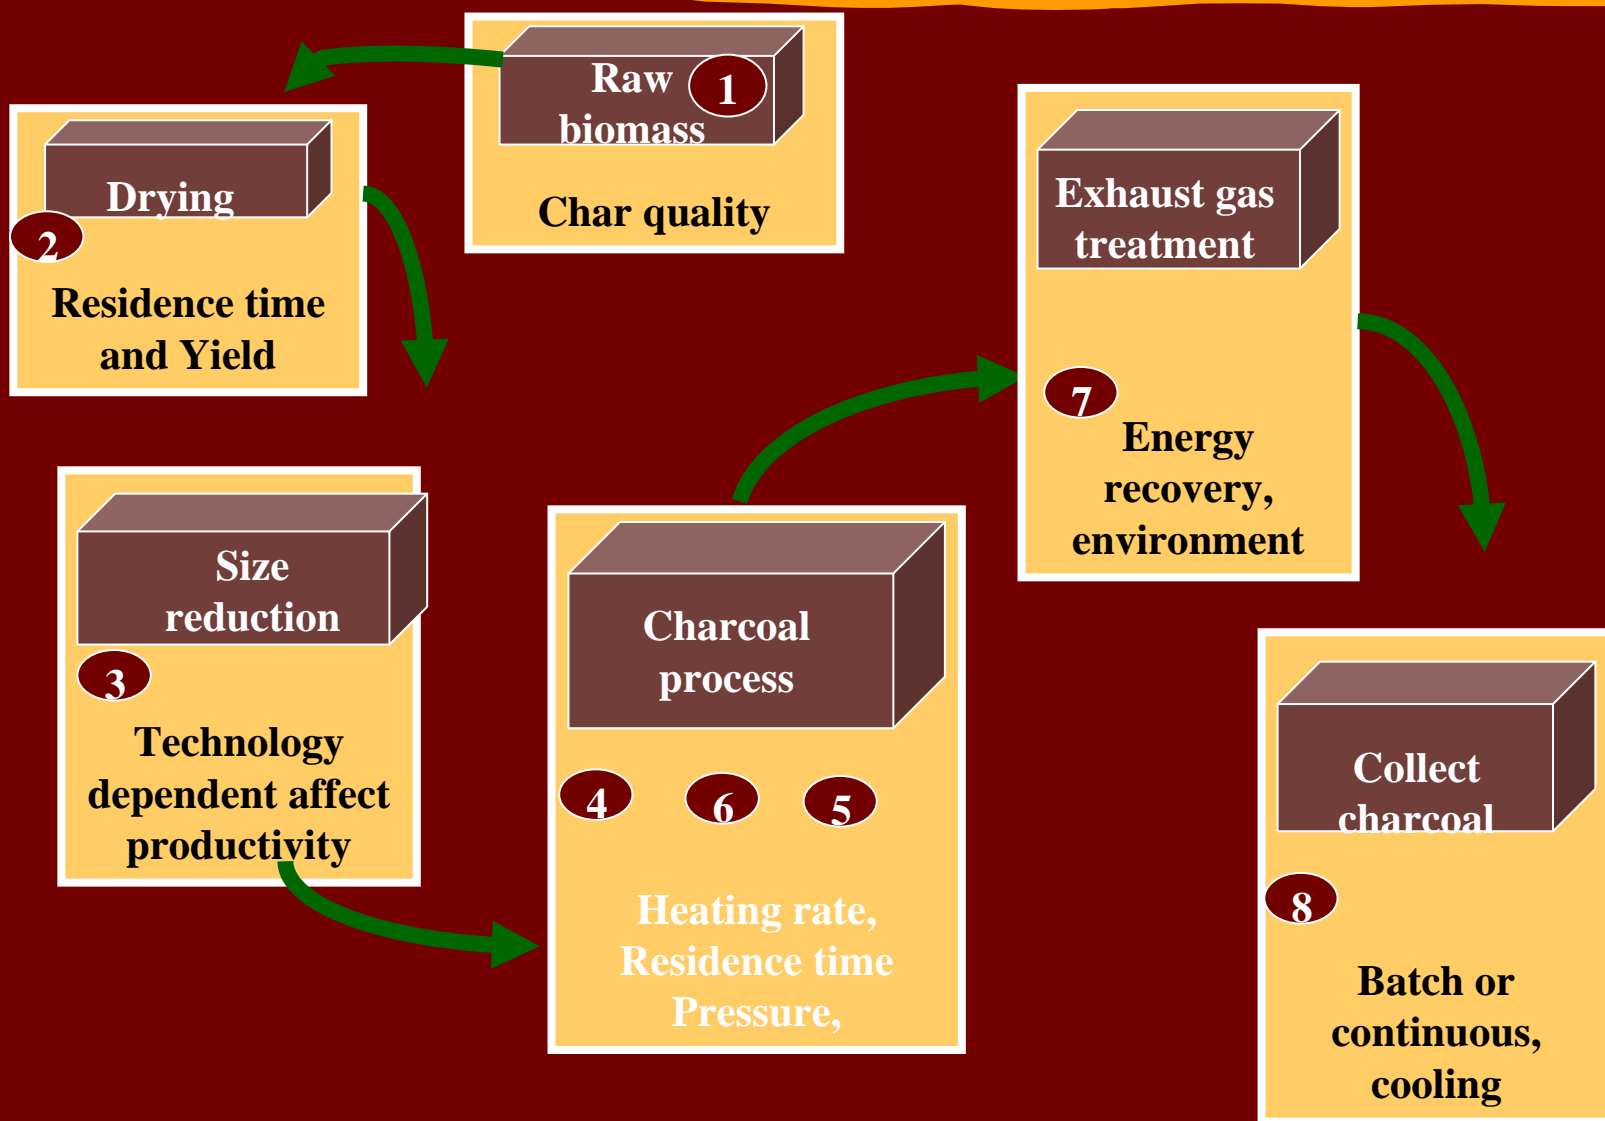 Raw
biomass
1
Char quality
Drying
2
Residence time
and Yield
Size
reduction
3
Technology
dependent affect
productivity
Charcoal
process
4 6 5
Heating rate,
Residence time
Pressure,
Exhaust gas
treatment
7
Energy
recovery,
environment
Collect
charcoal
8
Batch or
continuous,
cooling